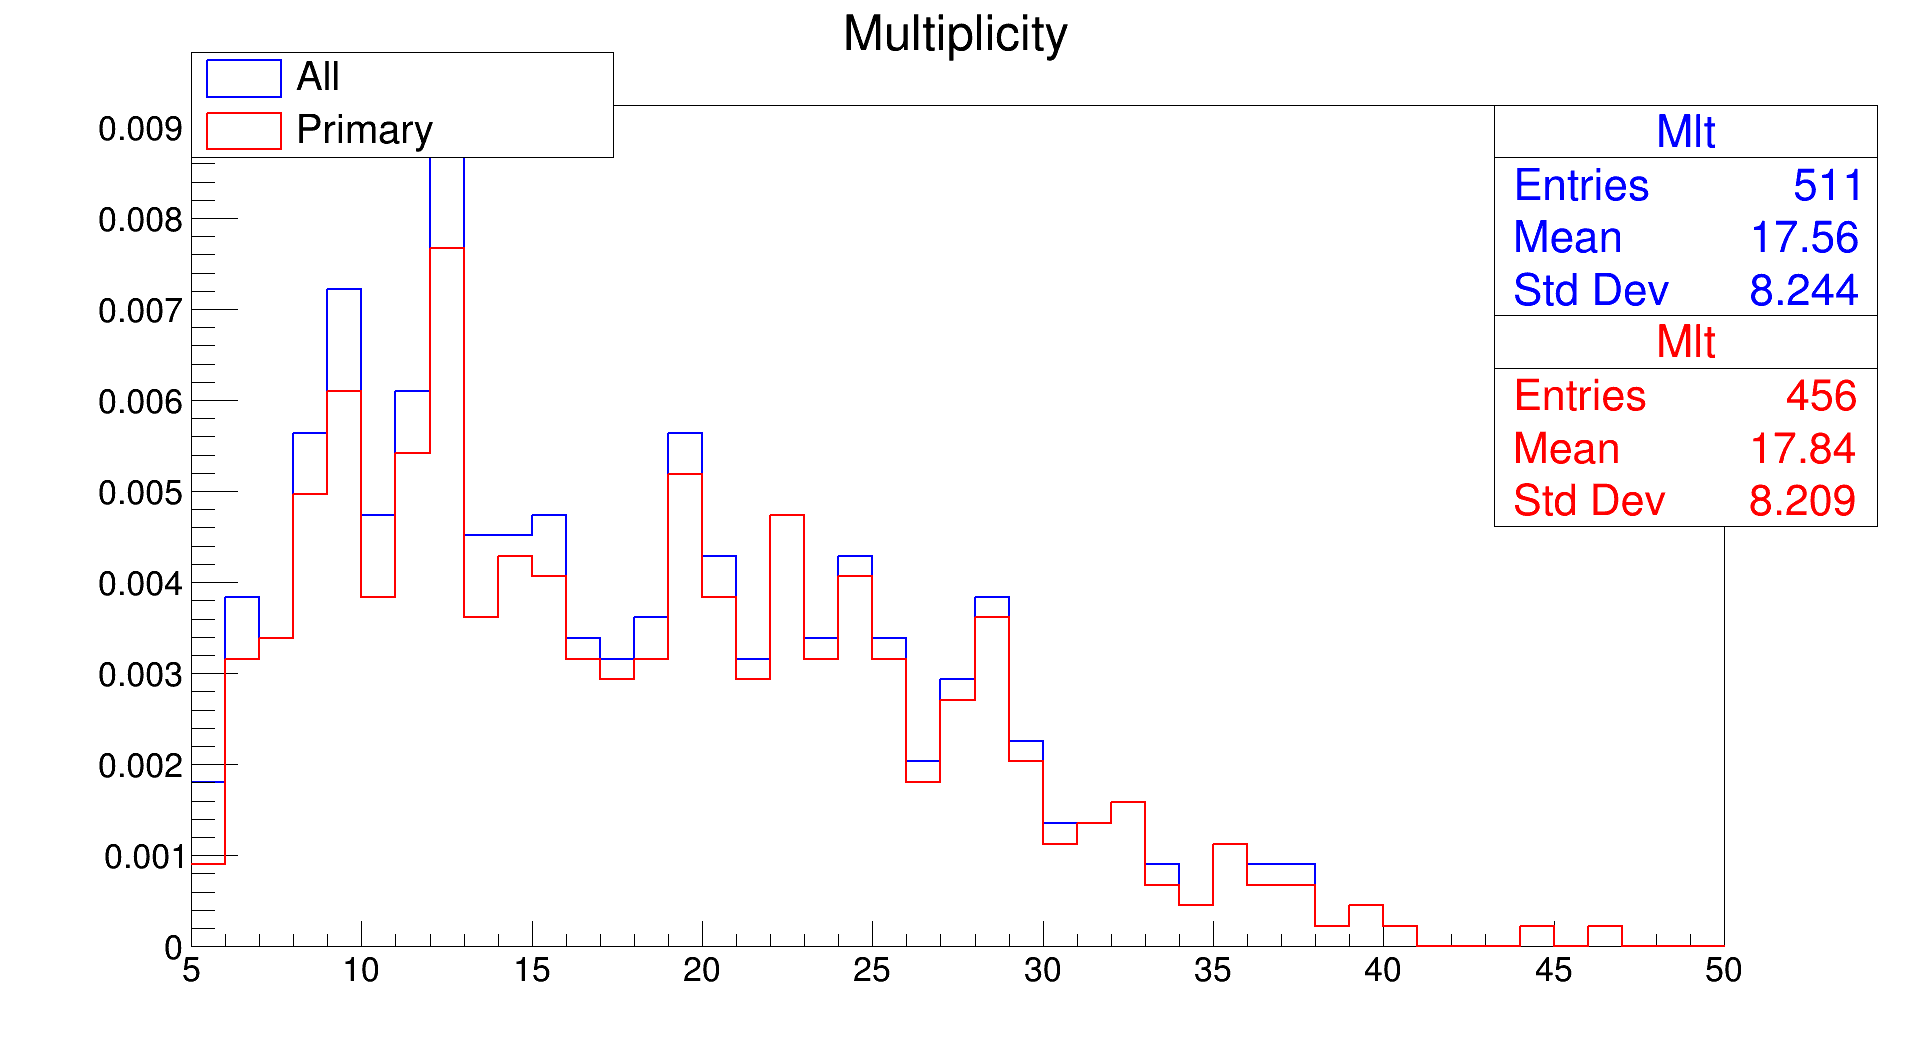 Multiplicity
All
Primary
Mlt
Entries 511
Mean 17.56
Std Dev 8.244
Mlt
Entries 456
Mean 17.84
Std Dev 8.209
0.009
0.008
0.007
0.006
0.005
0.004
0.003
0.002
0.001
0
5 10 15 20 25 30 35 40 45 50